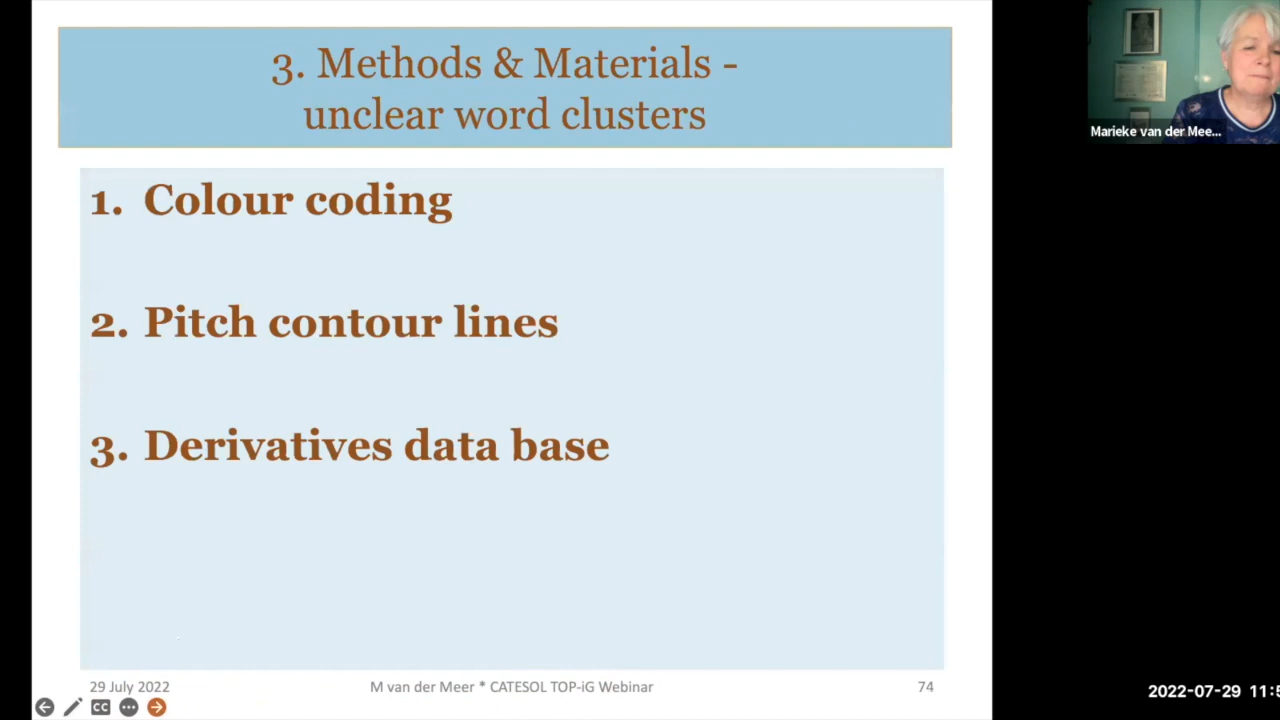 3. Methods & Materials -
unclear word clusters
1. Colour coding
2. Pitch contour lines
3. Derivatives data base
29 July 2022
M van der Meer * CATESOL TOP-iG Webinar
74
CC
Marieke van der Mee...
2022-07-29 11:5